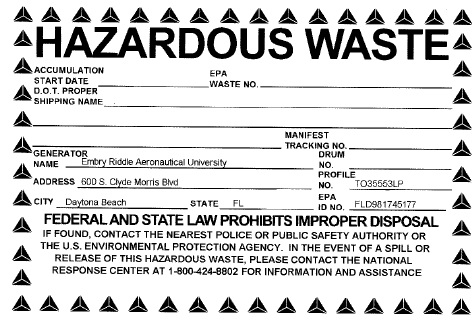 HAZARDOUS WASTE
ACCUMULATION START DATE EPA WASTE NO.
D.O.T. PROPER SHIPPING NAME
MANIFEST TRACKING NO.
GENERATOR NAME Embry Riddle Aeronautical University DRUM NO.
ADDRESS 600 S. Clyde Morris Blvd PROFILE NO. TO35553LP
CITY Daytona Beach STATE FL EPA ID NO. FLD981745177
FEDERAL AND STATE LAW PROHIBITS IMPROPER DISPOSAL
IF FOUND, CONTACT THE NEAREST POLICE OR PUBLIC SAFETY AUTHORITY OR
THE U.S. ENVIRONMENTAL PROTECTION AGENCY. IN THE EVENT OF A SPILL OR
RELEASE OF THIS HAZARDOUS WASTE, PLEASE CONTACT THE NATIONAL
RESPONSE CENTER AT 1-800-424-8802 FOR INFORMATION AND ASSISTANCE